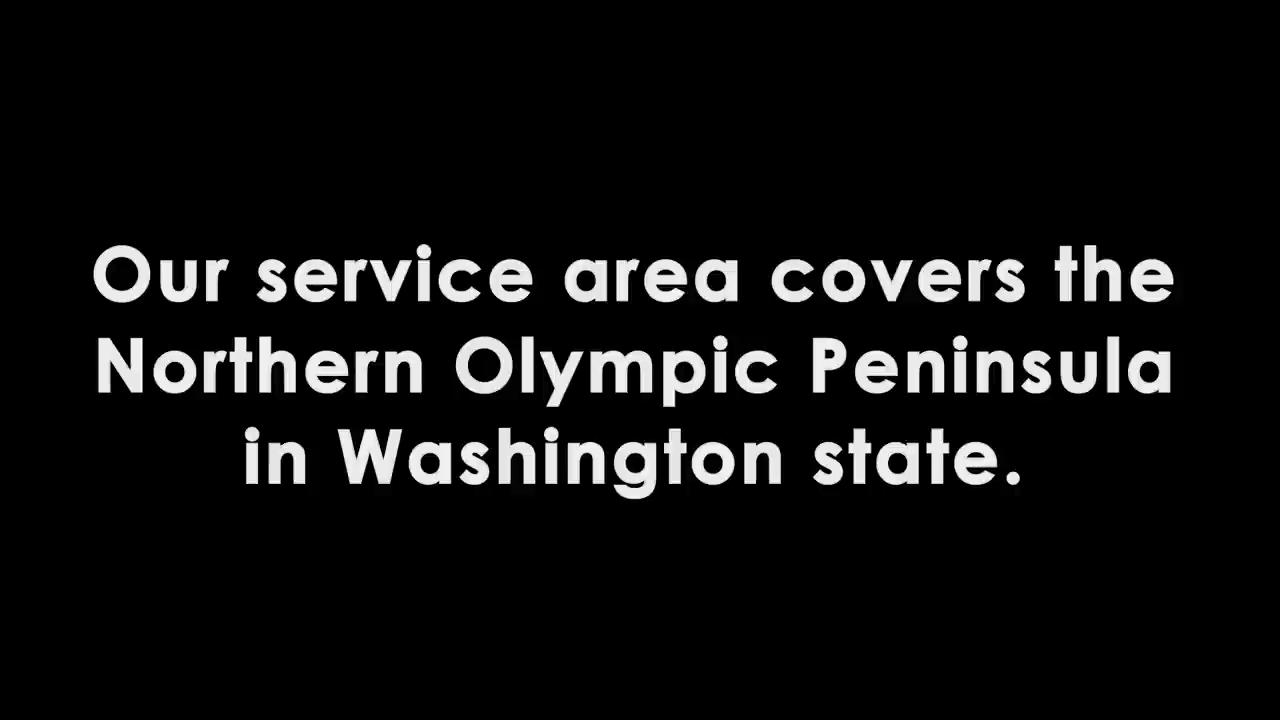 Our service area covers the
Northern Olympic Peninsula
in Washington state.